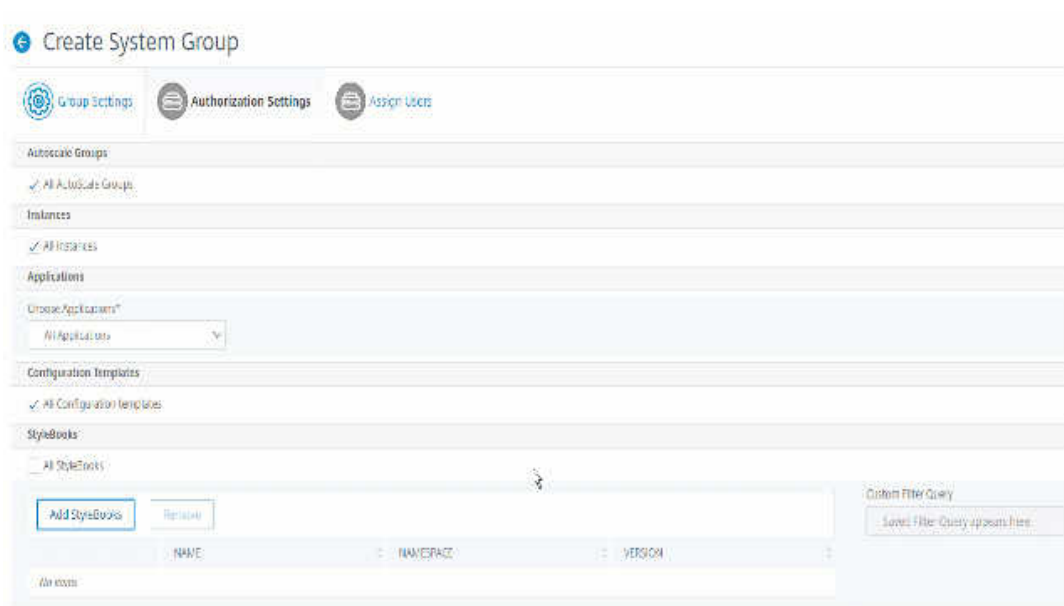 Create System Group
Group Settings
Authorization Settings
Assign Users
Autoscale Groups
All AutoScale Groups
Instances
All Instances
Applications
Choose Applications*
All Applications
Configuration Templates
All Configuration templates
StyleBooks
All StyleBooks
Add StyleBooks
Remove
Custom Filter Query
Saved Filter Query appears here
NAME
NAMESPACE
VERSION
No items